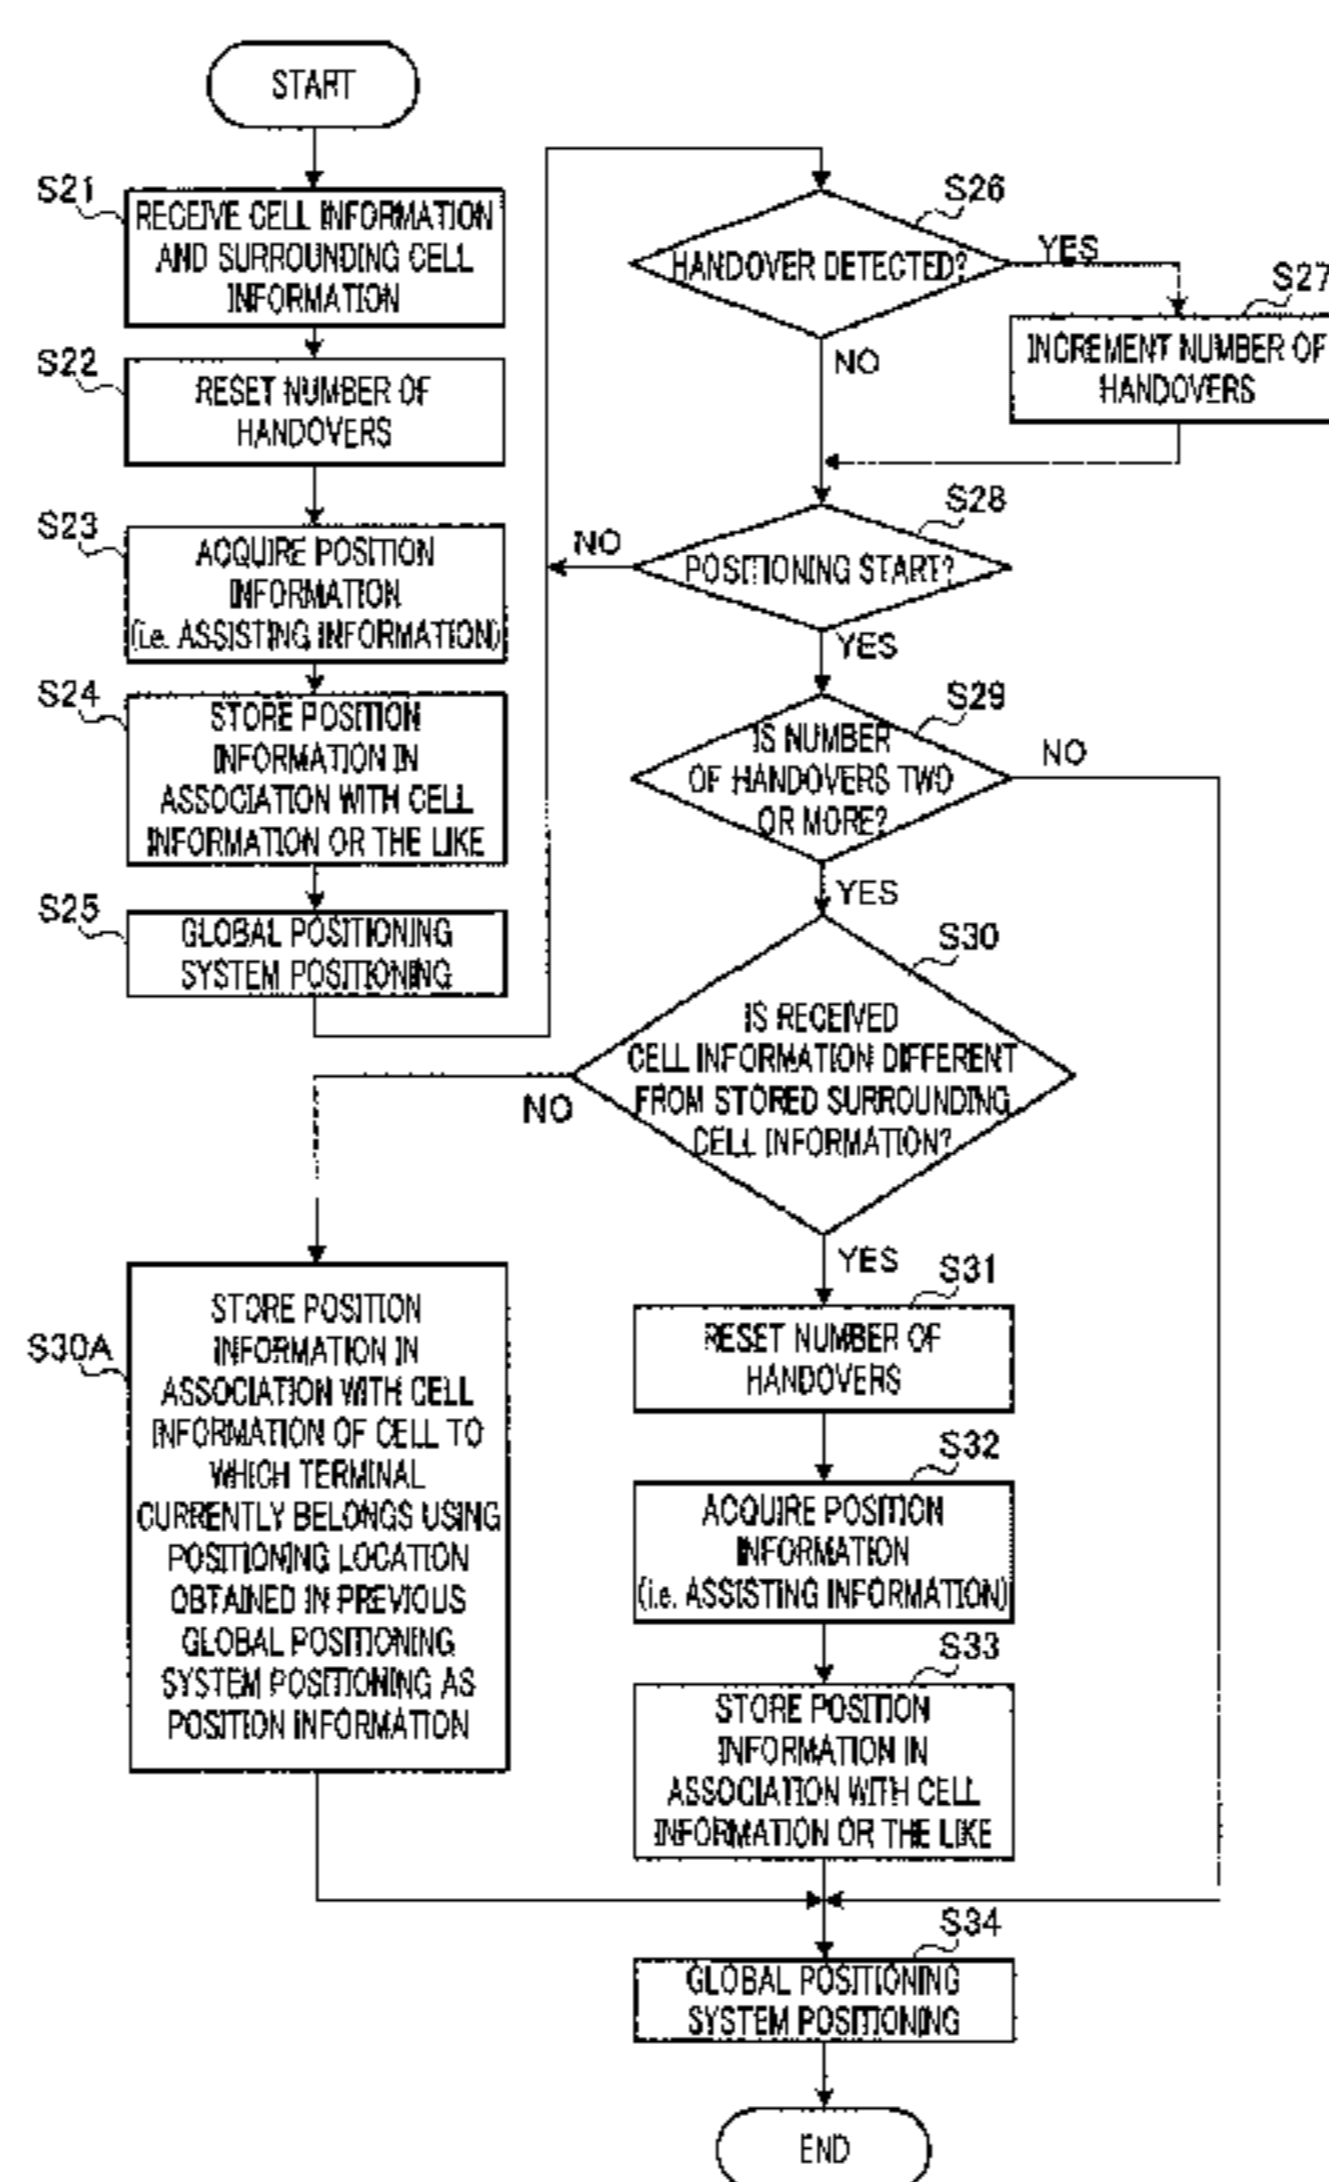 START
S21
RECEIVE CELL INFORMATION
AND SURROUNDING CELL
INFORMATION
S22
RESET NUMBER OF
HANDOVERS
S23
ACQUIRE POSITION
INFORMATION
(i.e. ASSISTING INFORMATION)
S24
STORE POSITION
INFORMATION IN
ASSOCIATION WITH CELL
INFORMATION OR THE LIKE
S25
GLOBAL POSITIONING
SYSTEM POSITIONING
S26
HANDOVER DETECTED?
YES
NO
S27
INCREMENT NUMBER OF
HANDOVERS
S28
POSITIONING START?
NO
YES
S29
IS NUMBER
OF HANDOVERS TWO
OR MORE?
NO
YES
S30
IS RECEIVED
CELL INFORMATION DIFFERENT
FROM STORED SURROUNDING
CELL INFORMATION?
NO
YES
S30A
STORE POSITION
INFORMATION IN
ASSOCIATION WITH CELL
INFORMATION OF CELL TO
WHICH TERMINAL
CURRENTLY BELONGS USING
POSITIONING LOCATION
OBTAINED IN PREVIOUS
GLOBAL POSITIONING
SYSTEM POSITIONING AS
POSITION INFORMATION
S31
RESET NUMBER OF
HANDOVERS
S32
ACQUIRE POSITION
INFORMATION
(i.e. ASSISTING INFORMATION)
S33
STORE POSITION
INFORMATION IN
ASSOCIATION WITH CELL
INFORMATION OR THE LIKE
S34
GLOBAL POSITIONING
SYSTEM POSITIONING
END